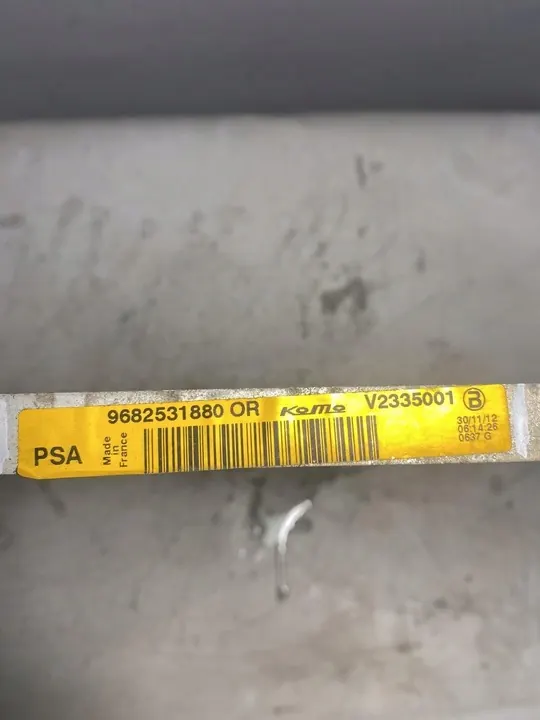 9682531880 OR KoMo V2335001 B
PSA
Made
in
France
30/11/12
06:14:26
0637 G